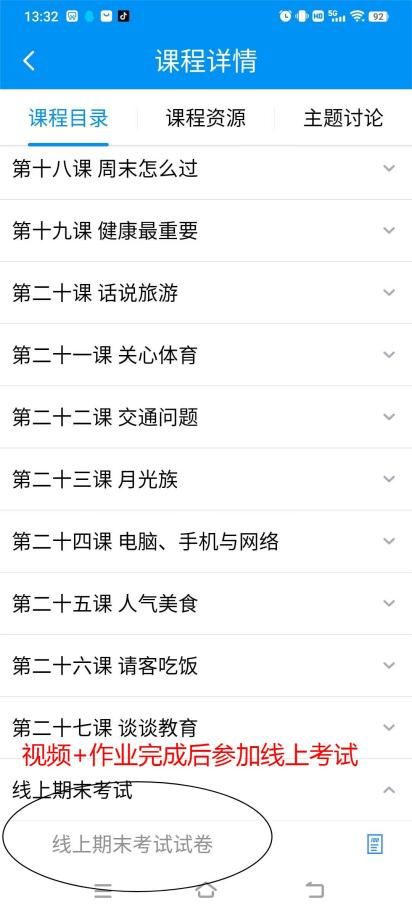 13:32
HD 5G 92
课程详情
课程目录 课程资源 主题讨论
第十八课 周末怎么过
第十九课 健康最重要
第二十课 话说旅游
第二十一课 关心体育
第二十二课 交通问题
第二十三课 月光族
第二十四课 电脑、手机与网络
第二十五课 人气美食
第二十六课 请客吃饭
第二十七课 谈谈教育
视频+作业完成后参加线上考试
线上期末考试
线上期末考试试卷